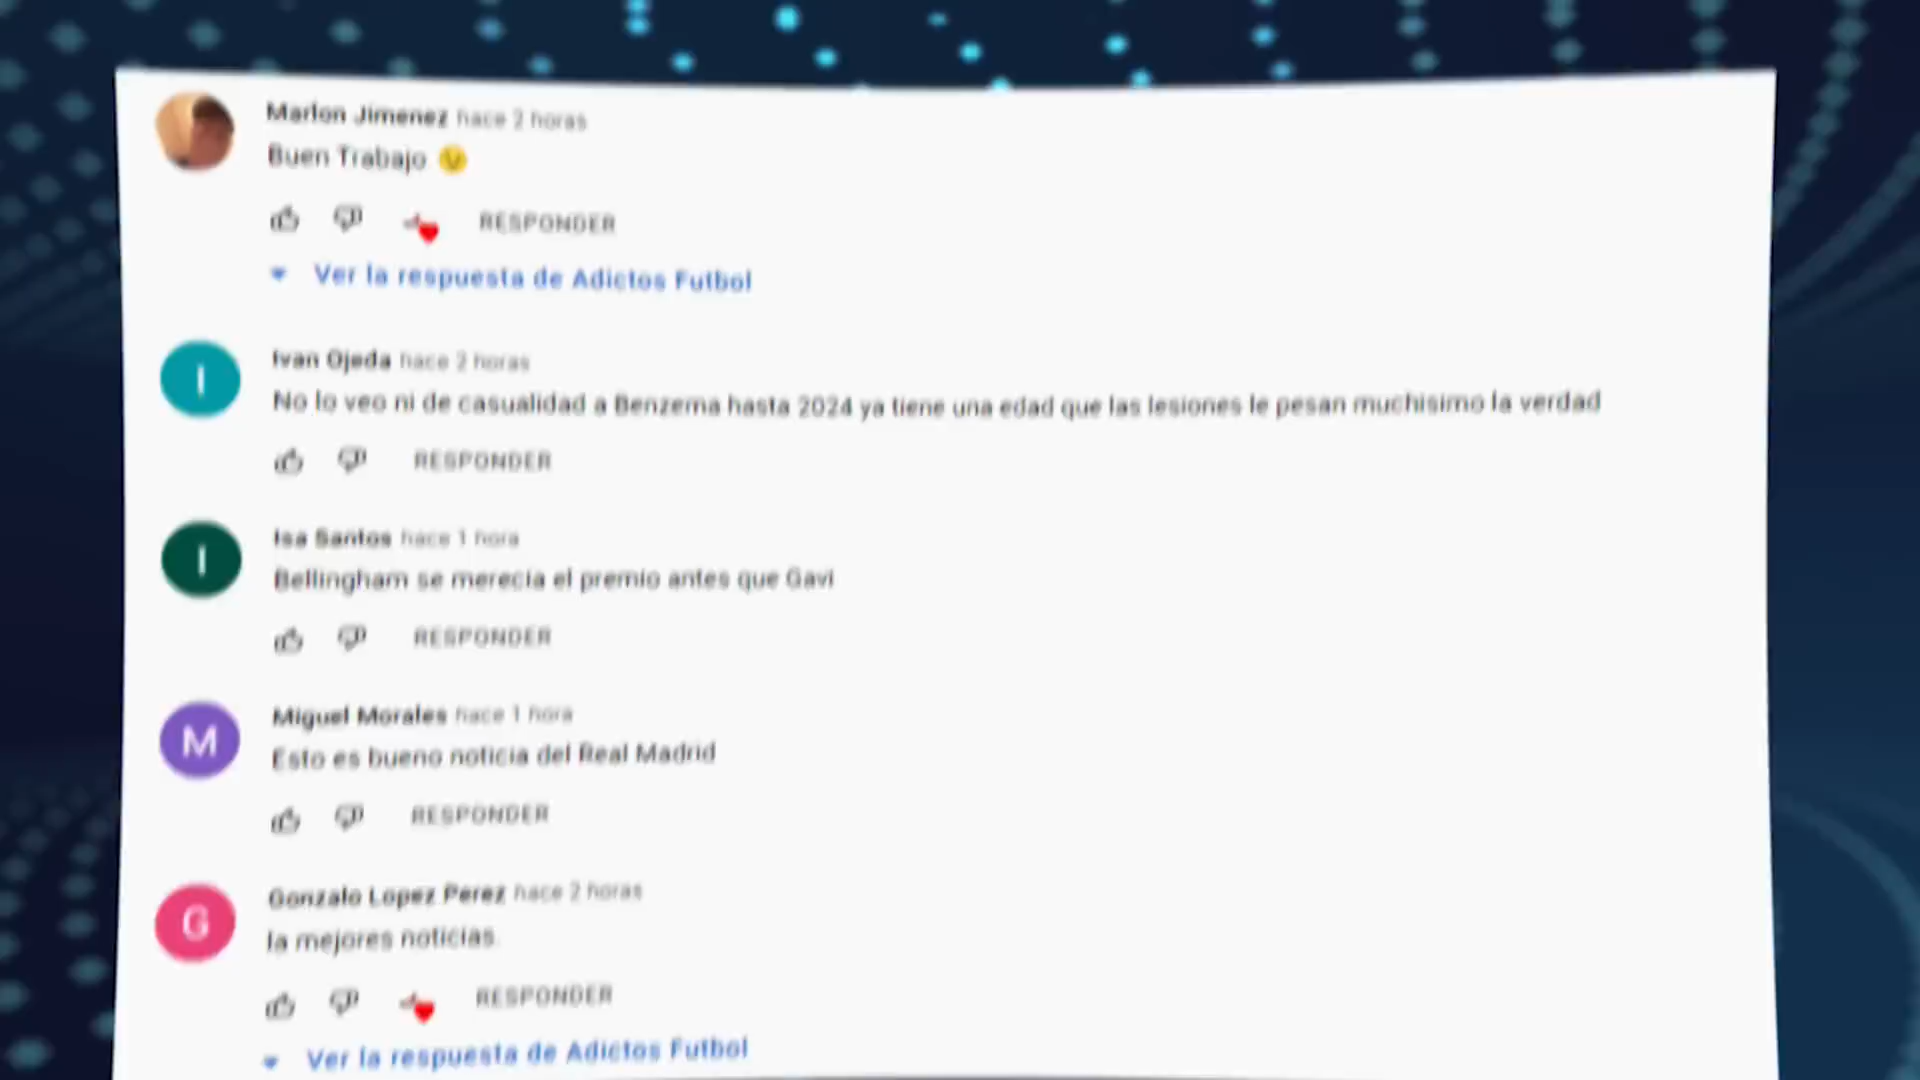 Marlon Jimenez hace 2 horas
Buen Trabajo 😉
RESPONDER
Ver la respuesta de Adictos Futbol
I
Ivan Ojeda hace 2 horas
No lo veo ni de casualidad a Benzema hasta 2024 ya tiene una edad que las lesiones le pesan muchisimo la verdad
RESPONDER
I
Isa Santos hace 1 hora
Bellingham se merecia el premio antes que Gavi
RESPONDER
M
Miguel Morales hace 1 hora
Esto es bueno noticia del Real Madrid
RESPONDER
G
Gonzalo Lopez Perez hace 2 horas
la mejores noticias.
RESPONDER
Ver la respuesta de Adictos Futbol